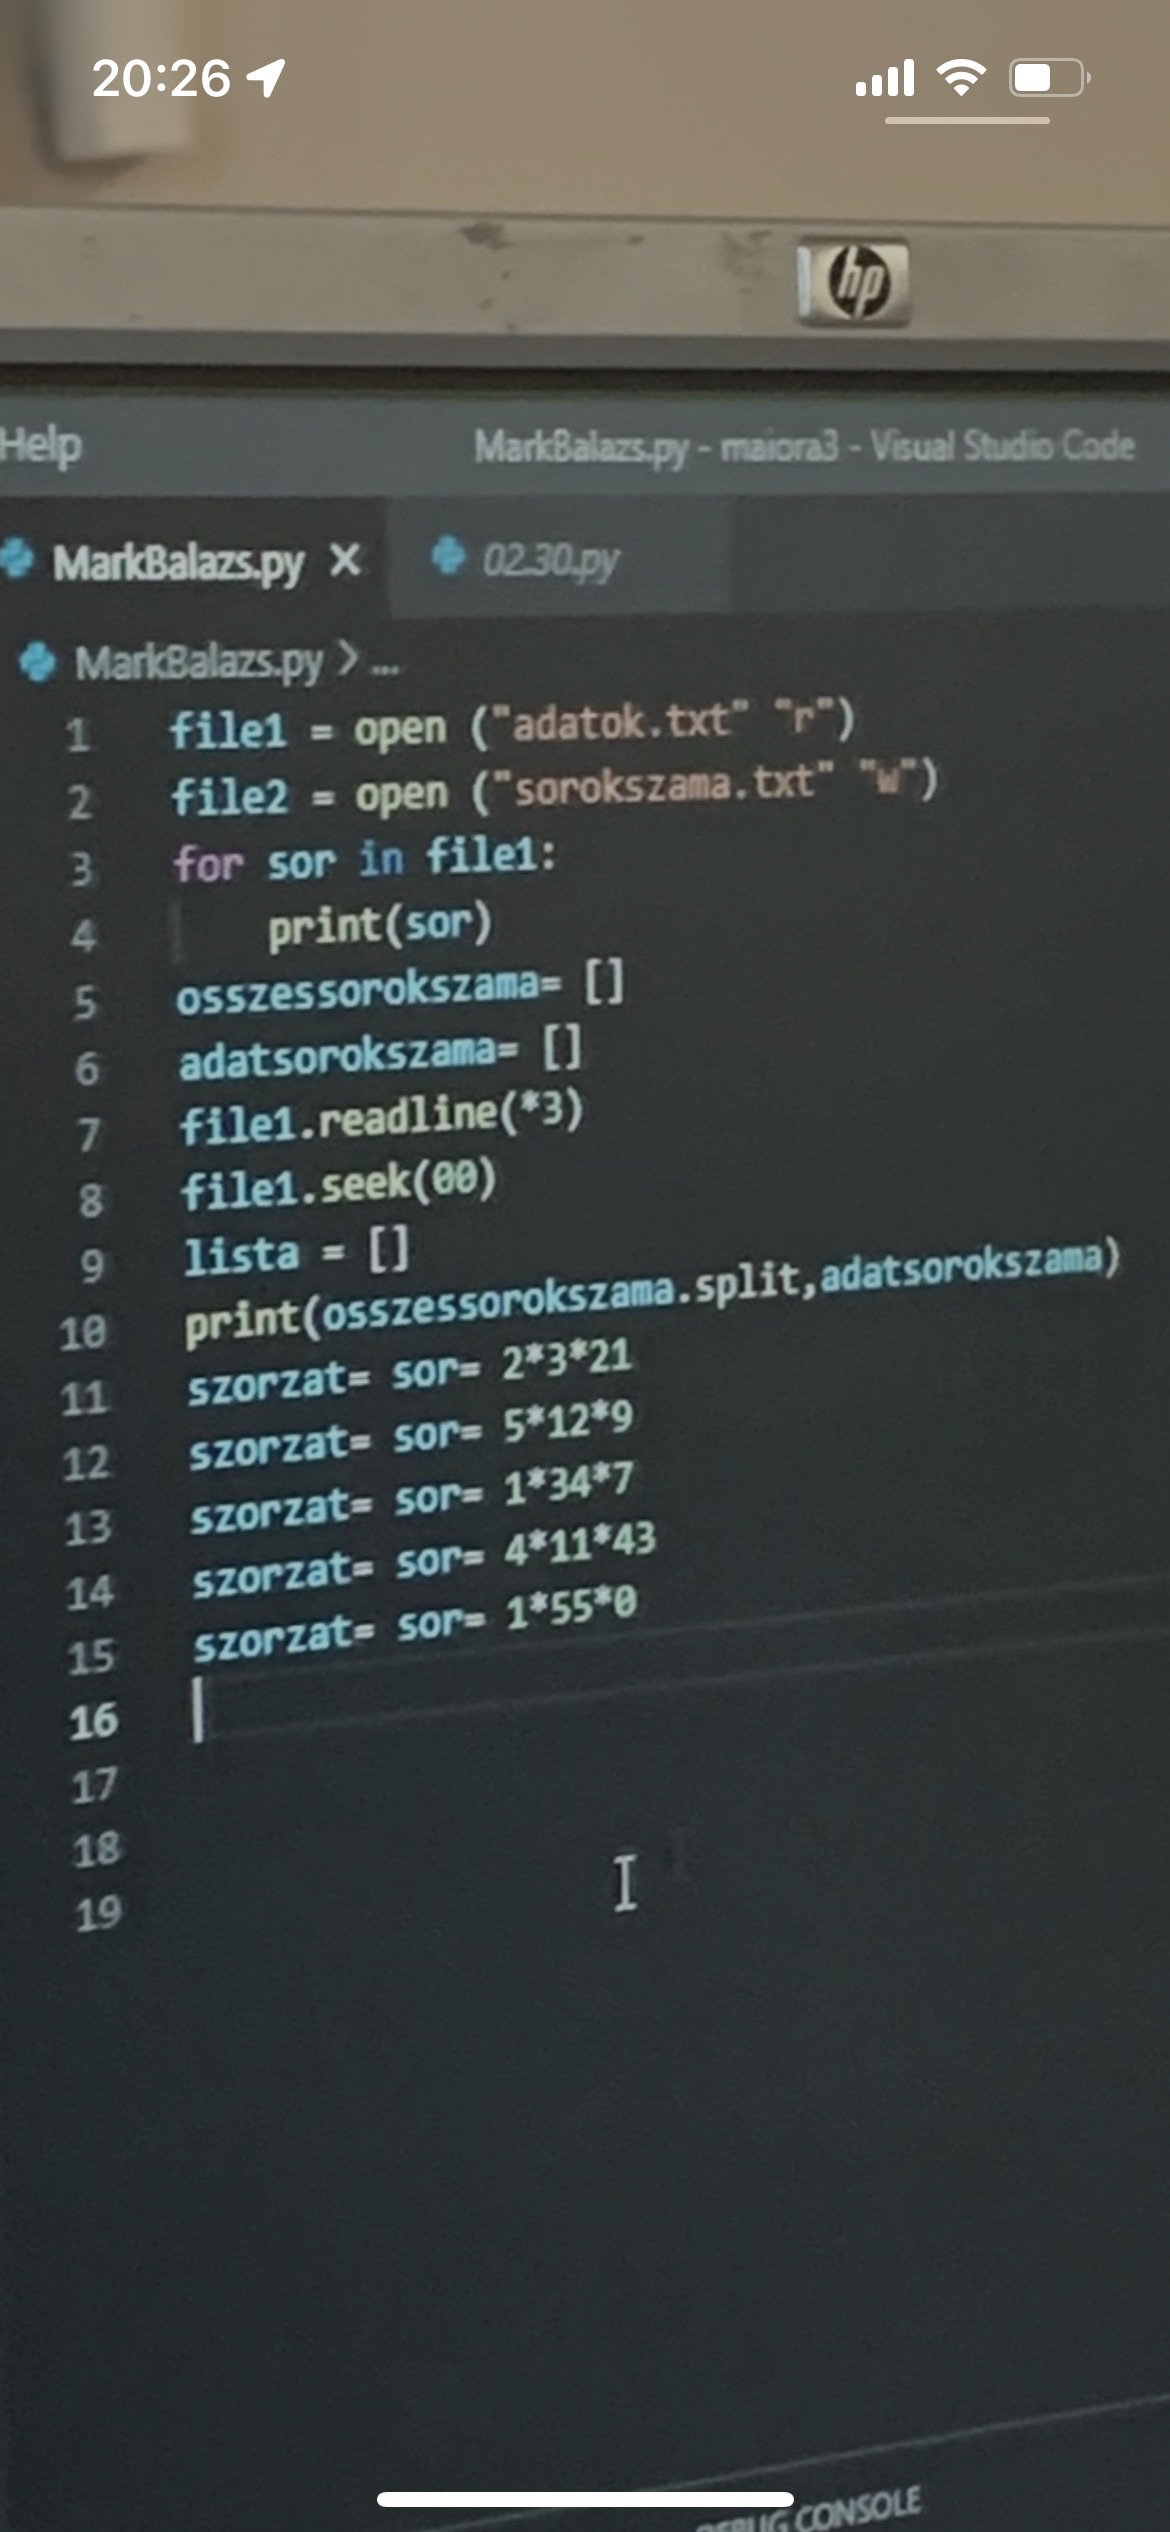 20:26
hp
Help
MarkBalazs.py - maiora3 - Visual Studio Code
MarkBalazs.py X 02.30.py
MarkBalazs.py > ...
1 file1 = open ("adatok.txt" "r")
2 file2 = open ("sorokszama.txt" "w")
3 for sor in file1:
4 print(sor)
5 osszessorokszama= []
6 adatsorokszama= []
7 file1.readline(*3)
8 file1.seek(00)
9 lista = []
10 print(osszessorokszama.split,adatsorokszama)
11 szorzat= sor= 2*3*21
12 szorzat= sor= 5*12*9
13 szorzat= sor= 1*34*7
14 szorzat= sor= 4*11*43
15 szorzat= sor= 1*55*0
16
17
18
19
DEBUG CONSOLE